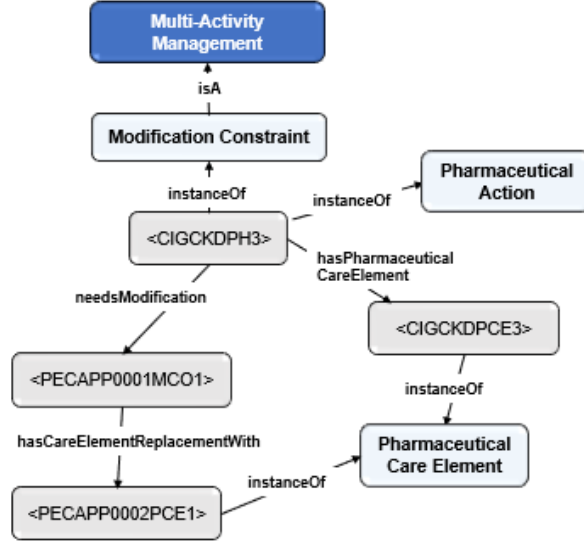 Multi-Activity
Management
isA
Modification Constraint
Pharmaceutical
Action
instanceOf
instanceOf
<CIGCKDPH3>
hasPharmaceutical
CareElement
needsModification
<CIGCKDPCE3>
<PECAPP0001MCO1>
instanceOf
hasCareElementReplacementWith
Pharmaceutical
Care Element
instanceOf
<PECAPP0002PCE1>